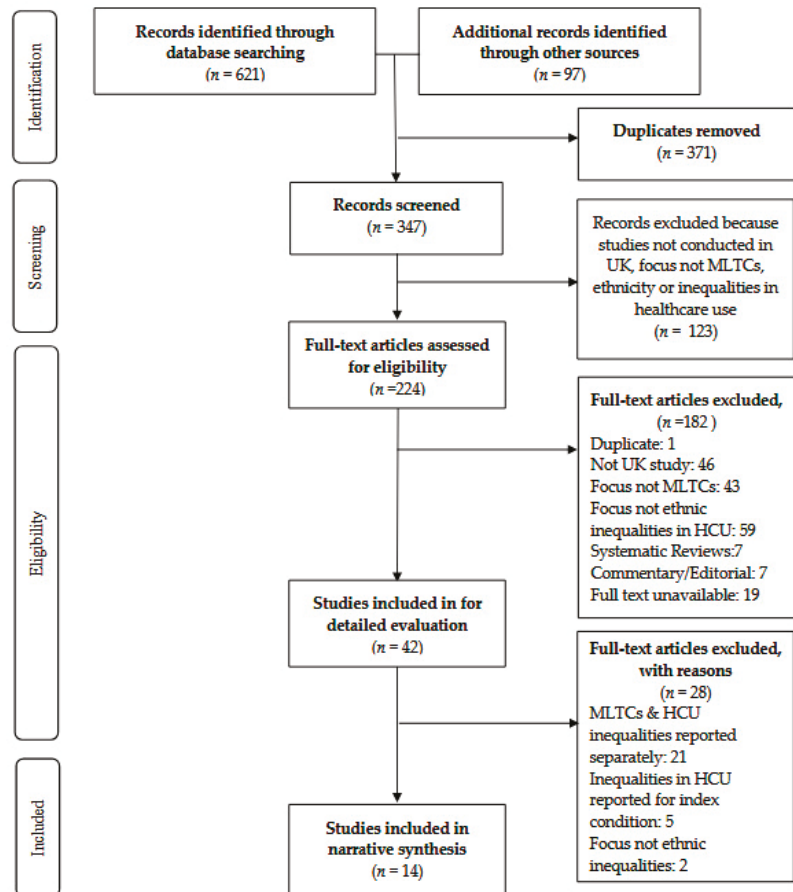 Identification
Records identified through
database searching
(n = 621)
Additional records identified
through other sources
(n = 97)
Duplicates removed
(n = 371)
Screening
Records screened
(n = 347)
Records excluded because
studies not conducted in
UK, focus not MLTCs,
ethnicity or inequalities in
healthcare use
(n = 123)
Eligibility
Full-text articles assessed
for eligibility
(n =224)
Full-text articles excluded,
(n =182 )
Duplicate: 1
Not UK study: 46
Focus not MLTCs: 43
Focus not ethnic
inequalities in HCU: 59
Systematic Reviews:7
Commentary/Editorial: 7
Full text unavailable: 19
Studies included in for
detailed evaluation
(n = 42)
Full-text articles excluded,
with reasons
(n = 28)
MLTCs & HCU
inequalities reported
separately: 21
Inequalities in HCU
reported for index
condition: 5
Focus not ethnic
inequalities: 2
Included
Studies included in
narrative synthesis
(n = 14)